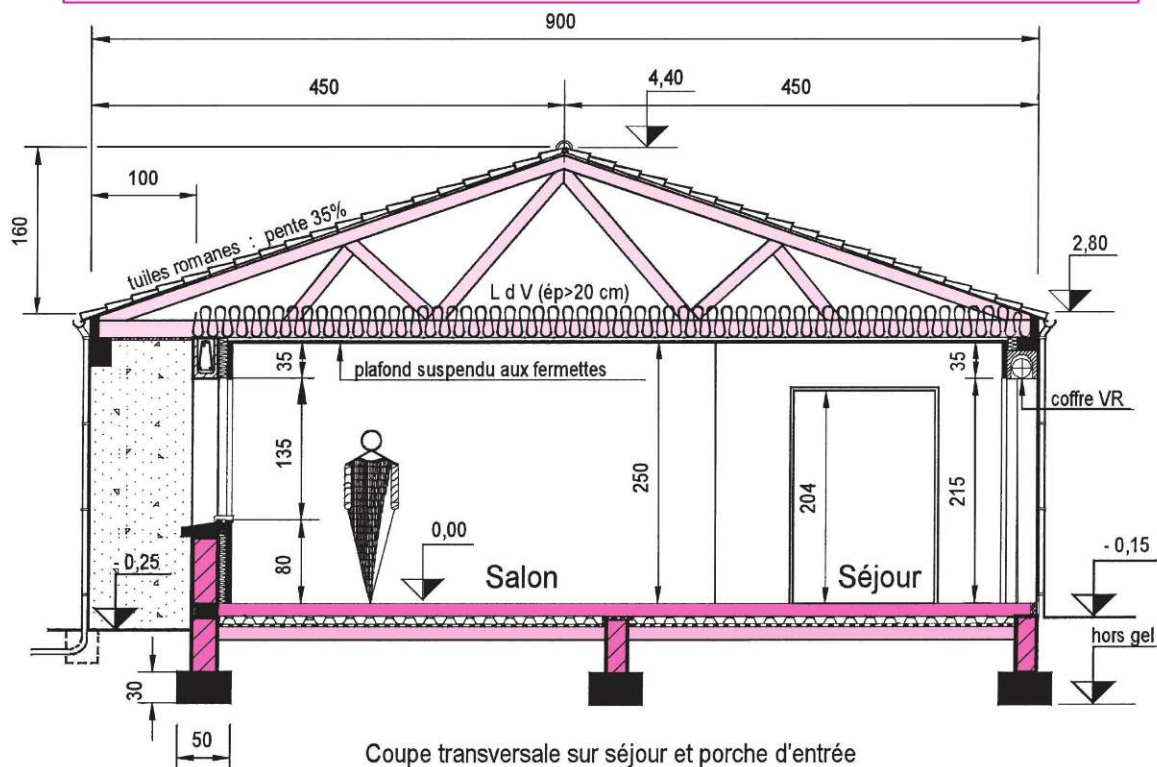 900
450
4,40
450
160
100
tuiles romanes : pente 35%
2,80
L d V (ép>20 cm)
35
plafond suspendu aux fermettes
35
coffre VR
135
250
204
215
- 0,25
80
0,00
Salon
Séjour
- 0,15
hors gel
30
50
Coupe transversale sur séjour et porche d'entrée